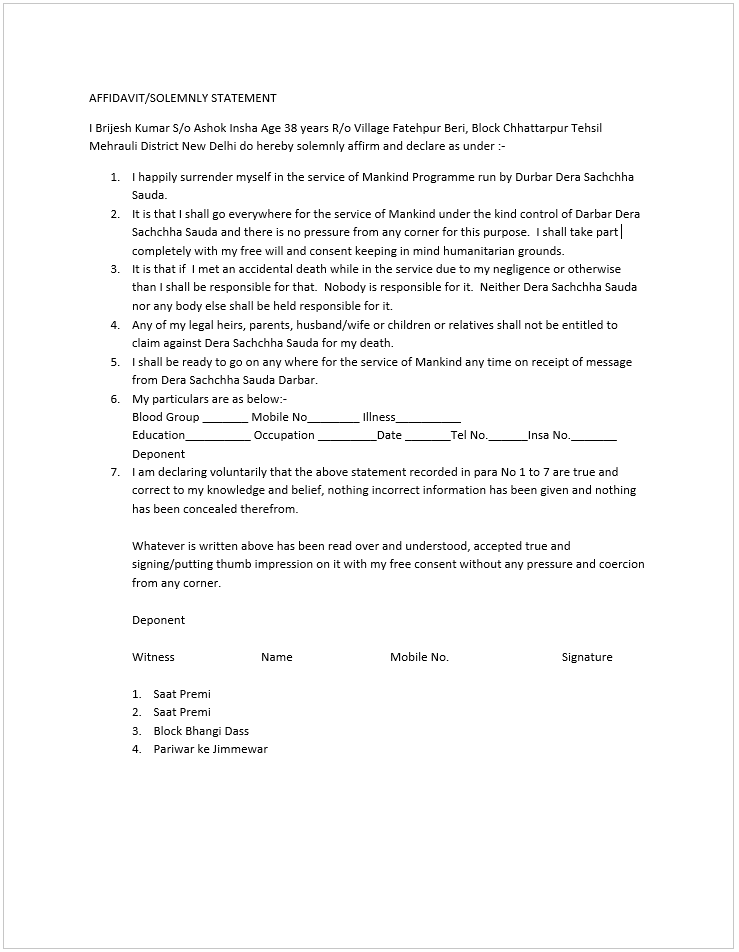 AFFIDAVIT/SOLEMNLY STATEMENT
I Brijesh Kumar S/o Ashok Insha Age 38 years R/o Village Fatehpur Beri, Block Chhattarpur Tehsil
Mehrauli District New Delhi do hereby solemnly affirm and declare as under :-
1. I happily surrender myself in the service of Mankind Programme run by Durbar Dera Sachchha
Sauda.
2. It is that I shall go everywhere for the service of Mankind under the kind control of Darbar Dera
Sachchha Sauda and there is no pressure from any corner for this purpose.  I shall take part
completely with my free will and consent keeping in mind humanitarian grounds.
3. It is that if  I met an accidental death while in the service due to my negligence or otherwise
than I shall be responsible for that.  Nobody is responsible for it.  Neither Dera Sachchha Sauda
nor any body else shall be held responsible for it.
4. Any of my legal heirs, parents, husband/wife or children or relatives shall not be entitled to
claim against Dera Sachchha Sauda for my death.
5. I shall be ready to go on any where for the service of Mankind any time on receipt of message
from Dera Sachchha Sauda Darbar.
6. My particulars are as below:-
Blood Group _______ Mobile No________ Illness__________
Education__________ Occupation _________Date _______Tel No.______Insa No._______
Deponent
7. I am declaring voluntarily that the above statement recorded in para No 1 to 7 are true and
correct to my knowledge and belief, nothing incorrect information has been given and nothing
has been concealed therefrom.
Whatever is written above has been read over and understood, accepted true and
signing/putting thumb impression on it with my free consent without any pressure and coercion
from any corner.
Deponent
Witness Name Mobile No. Signature
1. Saat Premi
2. Saat Premi
3. Block Bhangi Dass
4. Pariwar ke Jimmewar